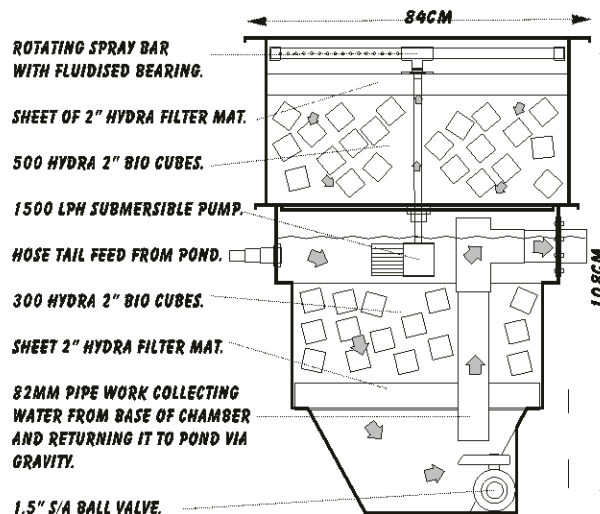 84CM
ROTATING SPRAY BAR
WITH FLUIDISED BEARING.
SHEET OF 2" HYDRA FILTER MAT.
500 HYDRA 2" BIO CUBES.
1500 LPH SUBMERSIBLE PUMP.
HOSE TAIL FEED FROM POND.
300 HYDRA 2" BIO CUBES.
SHEET 2" HYDRA FILTER MAT.
82MM PIPE WORK COLLECTING
WATER FROM BASE OF CHAMBER
AND RETURNING IT TO POND VIA
GRAVITY.
1.5" S/A BALL VALVE.
108CM